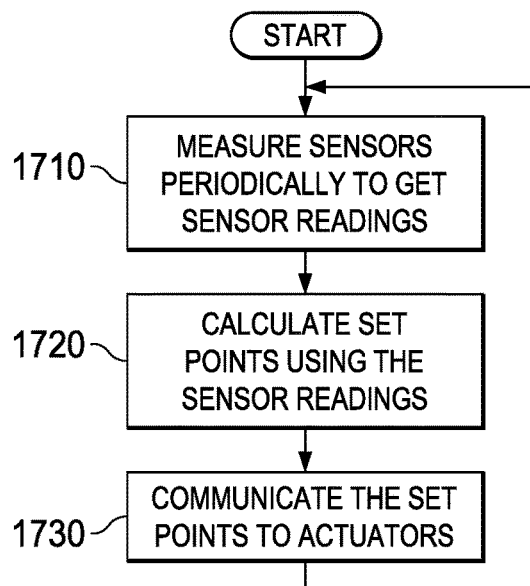 START
1710
MEASURE SENSORS
PERIODICALLY TO GET
SENSOR READINGS
1720
CALCULATE SET
POINTS USING THE
SENSOR READINGS
1730
COMMUNICATE THE SET
POINTS TO ACTUATORS